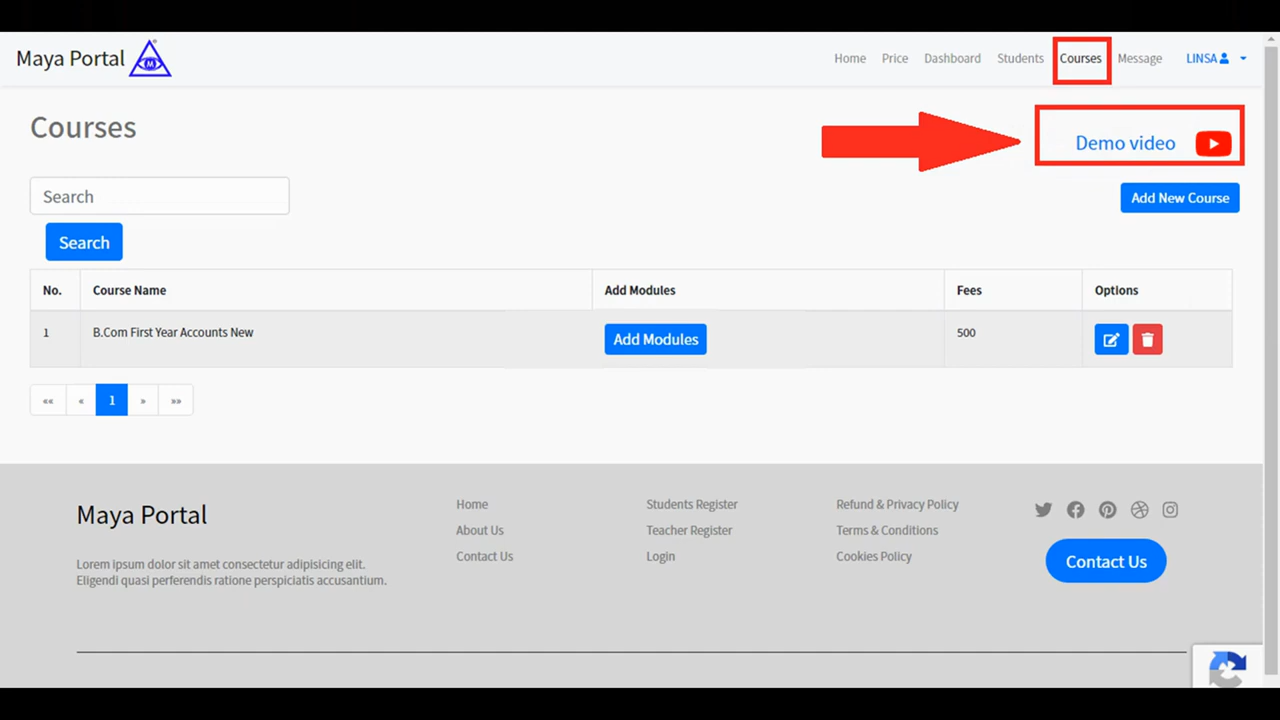 Maya Portal
Home Price Dashboard Students Courses Message LINSA
Courses
Demo video
Search
Add New Course
Search
No. Course Name Add Modules Fees Options
1 B.Com First Year Accounts New Add Modules 500
«« « 1 » »»
Maya Portal
Lorem ipsum dolor sit amet consectetur adipisicing elit.
Eligendi quasi perferendis ratione perspiciatis accusantium.
Home
About Us
Contact Us
Students Register
Teacher Register
Login
Refund & Privacy Policy
Terms & Conditions
Cookies Policy
Contact Us